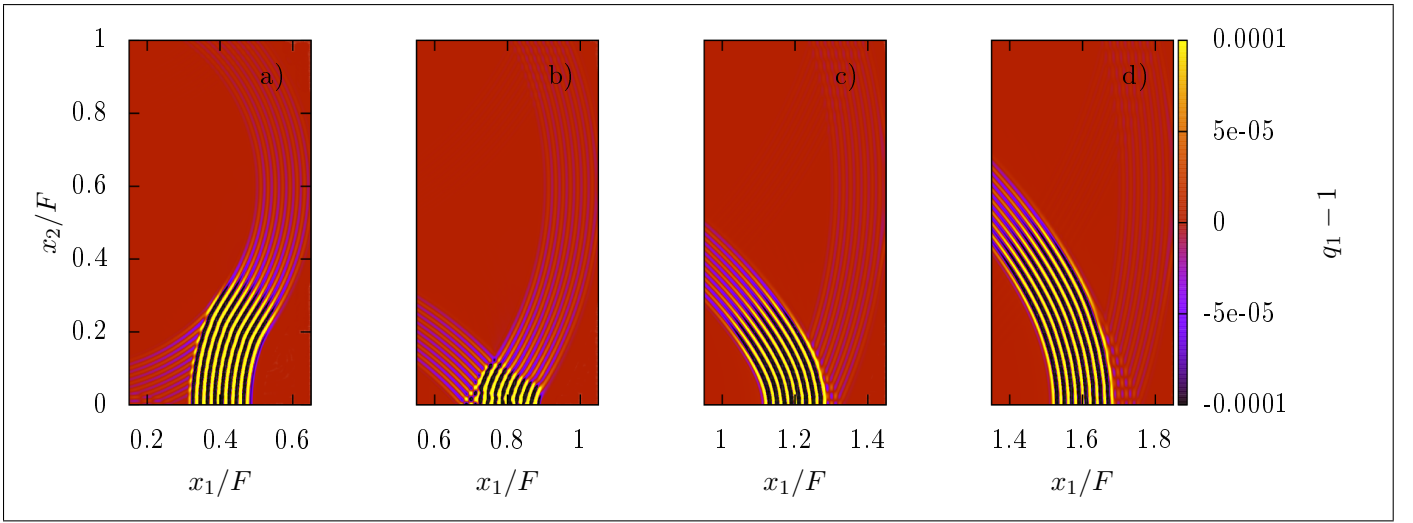 a)
b)
c)
d)
1
0.8
0.6
0.4
0.2
0
x₂/F
0.2 0.4 0.6
x₁/F
0.6 0.8 1
x₁/F
1 1.2 1.4
x₁/F
1.4 1.6 1.8
x₁/F
0.0001
5e-05
0
-5e-05
-0.0001
q₁ − 1